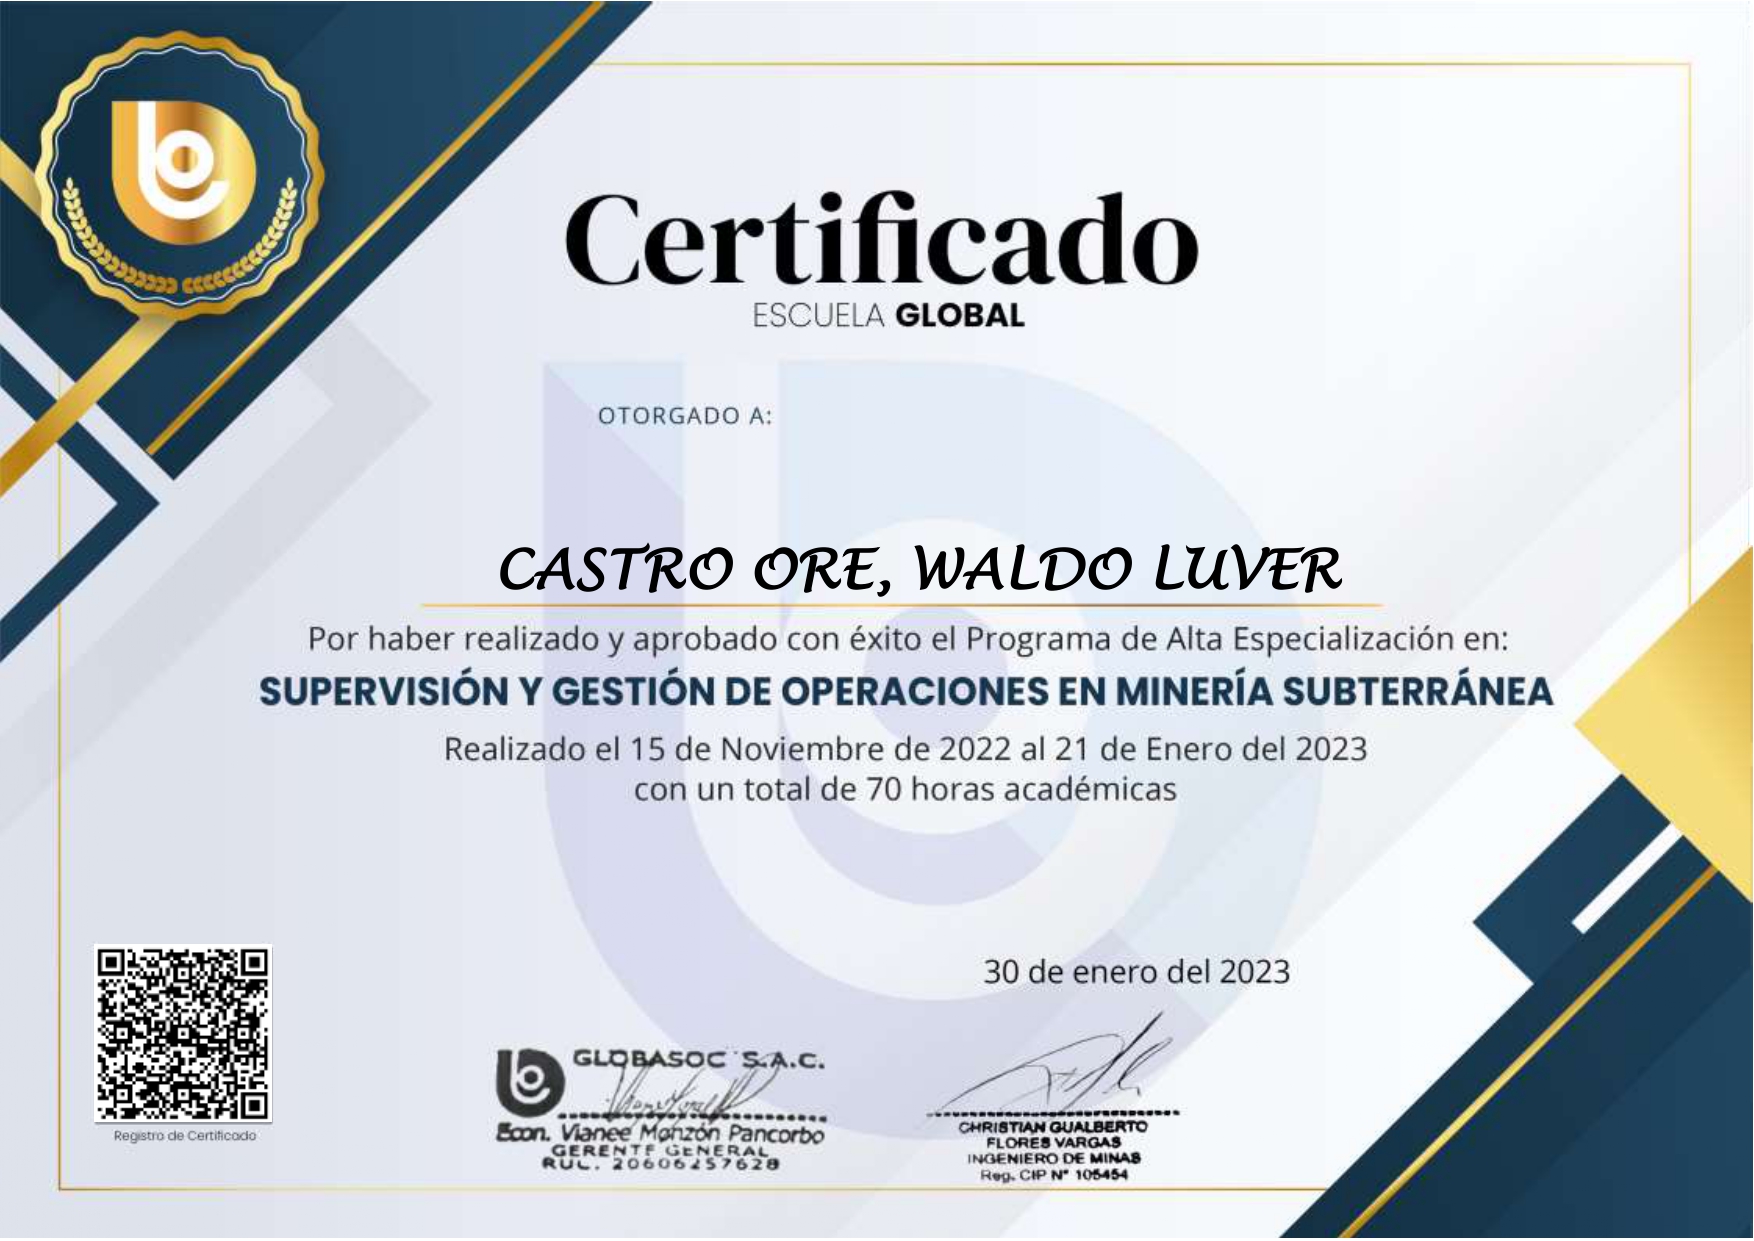 Certificado
ESCUELA GLOBAL
OTORGADO A:
CASTRO ORE, WALDO LUVER
Por haber realizado y aprobado con éxito el Programa de Alta Especialización en:
SUPERVISIÓN Y GESTIÓN DE OPERACIONES EN MINERÍA SUBTERRÁNEA
Realizado el 15 de Noviembre de 2022 al 21 de Enero del 2023
con un total de 70 horas académicas
30 de enero del 2023
Registro de Certificado
GLOBASOC S.A.C.
Econ. Vianee Monzón Pancorbo
GERENTE GENERAL
20606257628
CHRISTIAN GUALBERTO
FLORES VARGAS
INGENIERO DE MINAS
Reg. CIP N° 105454